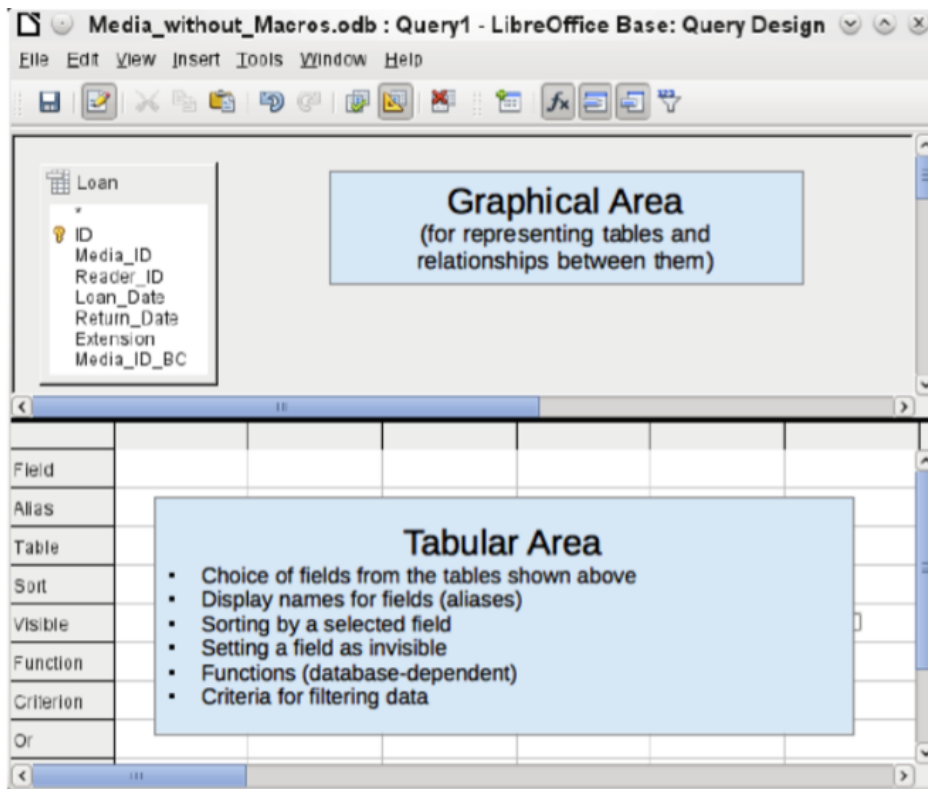 Media_without_Macros.odb : Query1 - LibreOffice Base: Query Design
File Edit View Insert Tools Window Help
fx 123
Loan
*
ID
Media_ID
Reader_ID
Loan_Date
Return_Date
Extension
Media_ID_BC
Graphical Area
(for representing tables and
relationships between them)
Field
Alias
Table
Sort
Visible
Function
Criterion
Or
Tabular Area
▪ Choice of fields from the tables shown above
▪ Display names for fields (aliases)
▪ Sorting by a selected field
▪ Setting a field as invisible
▪ Functions (database-dependent)
▪ Criteria for filtering data